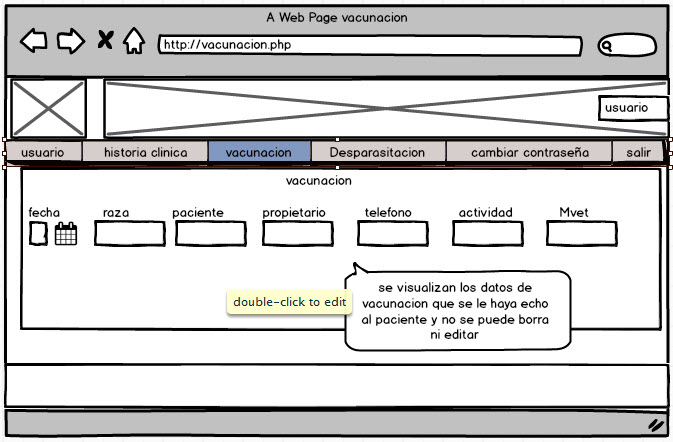 A Web Page vacunacion
http://vacunacion.php
usuario
usuario historia clinica vacunacion Desparasitacion cambiar contraseña salir
vacunacion
fecha raza paciente propietario telefono actividad Mvet
double-click to edit
se visualizan los datos de
vacunacion que se le haya echo
al paciente y no se puede borra
ni editar